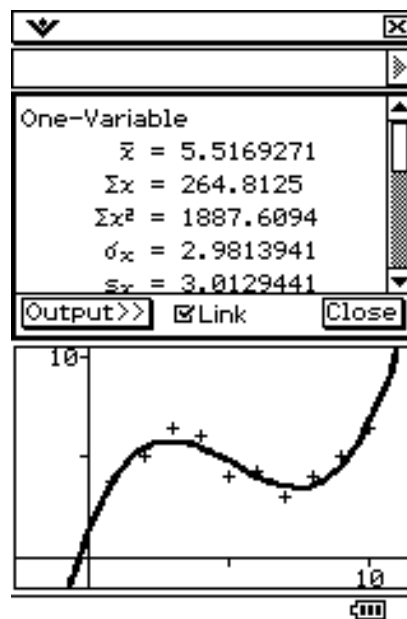 One-Variable
x̄ = 5.5169271
Σx = 264.8125
Σx² = 1887.6094
σx = 2.9813941
sx = 3.0129441
Output>> Link Close
10
10